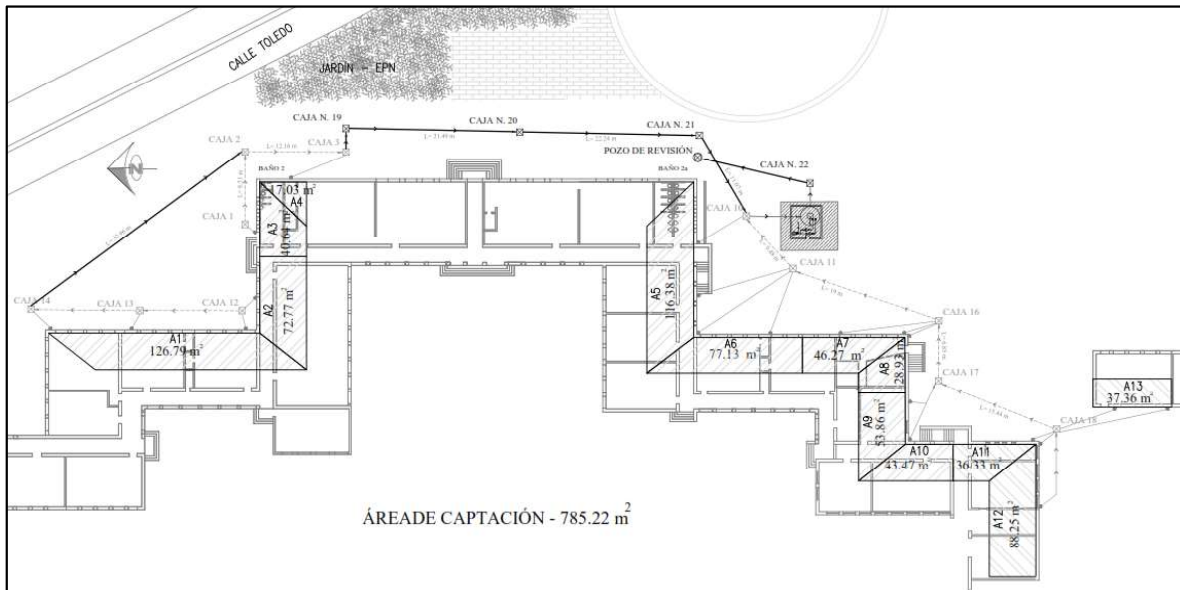 CALLE TOLEDO
JARDÍN - EPN
CAJA N. 19
CAJA N. 20
CAJA N. 21
CAJA 2
L= 12.16 m
CAJA 3
POZO DE REVISIÓN
CAJA N. 22
BAÑO 2
BAÑO 2a
N
17.03 m²
A4
CAJA 1
A3
40.64 m²
CAJA 10
CAJA 11
CAJA 14
CAJA 13
CAJA 12
A2
72.77 m²
A5
116.38 m²
L= 15 m
CAJA 16
A1
126.79 m²
A6
77.13 m²
A7
46.27 m²
A8
28.93 m²
CAJA 17
A13
37.36 m²
A9
53.86 m²
CAJA 18
A10
43.47 m²
A11
36.33 m²
A12
88.25 m²
ÁREADE CAPTACIÓN - 785.22 m²